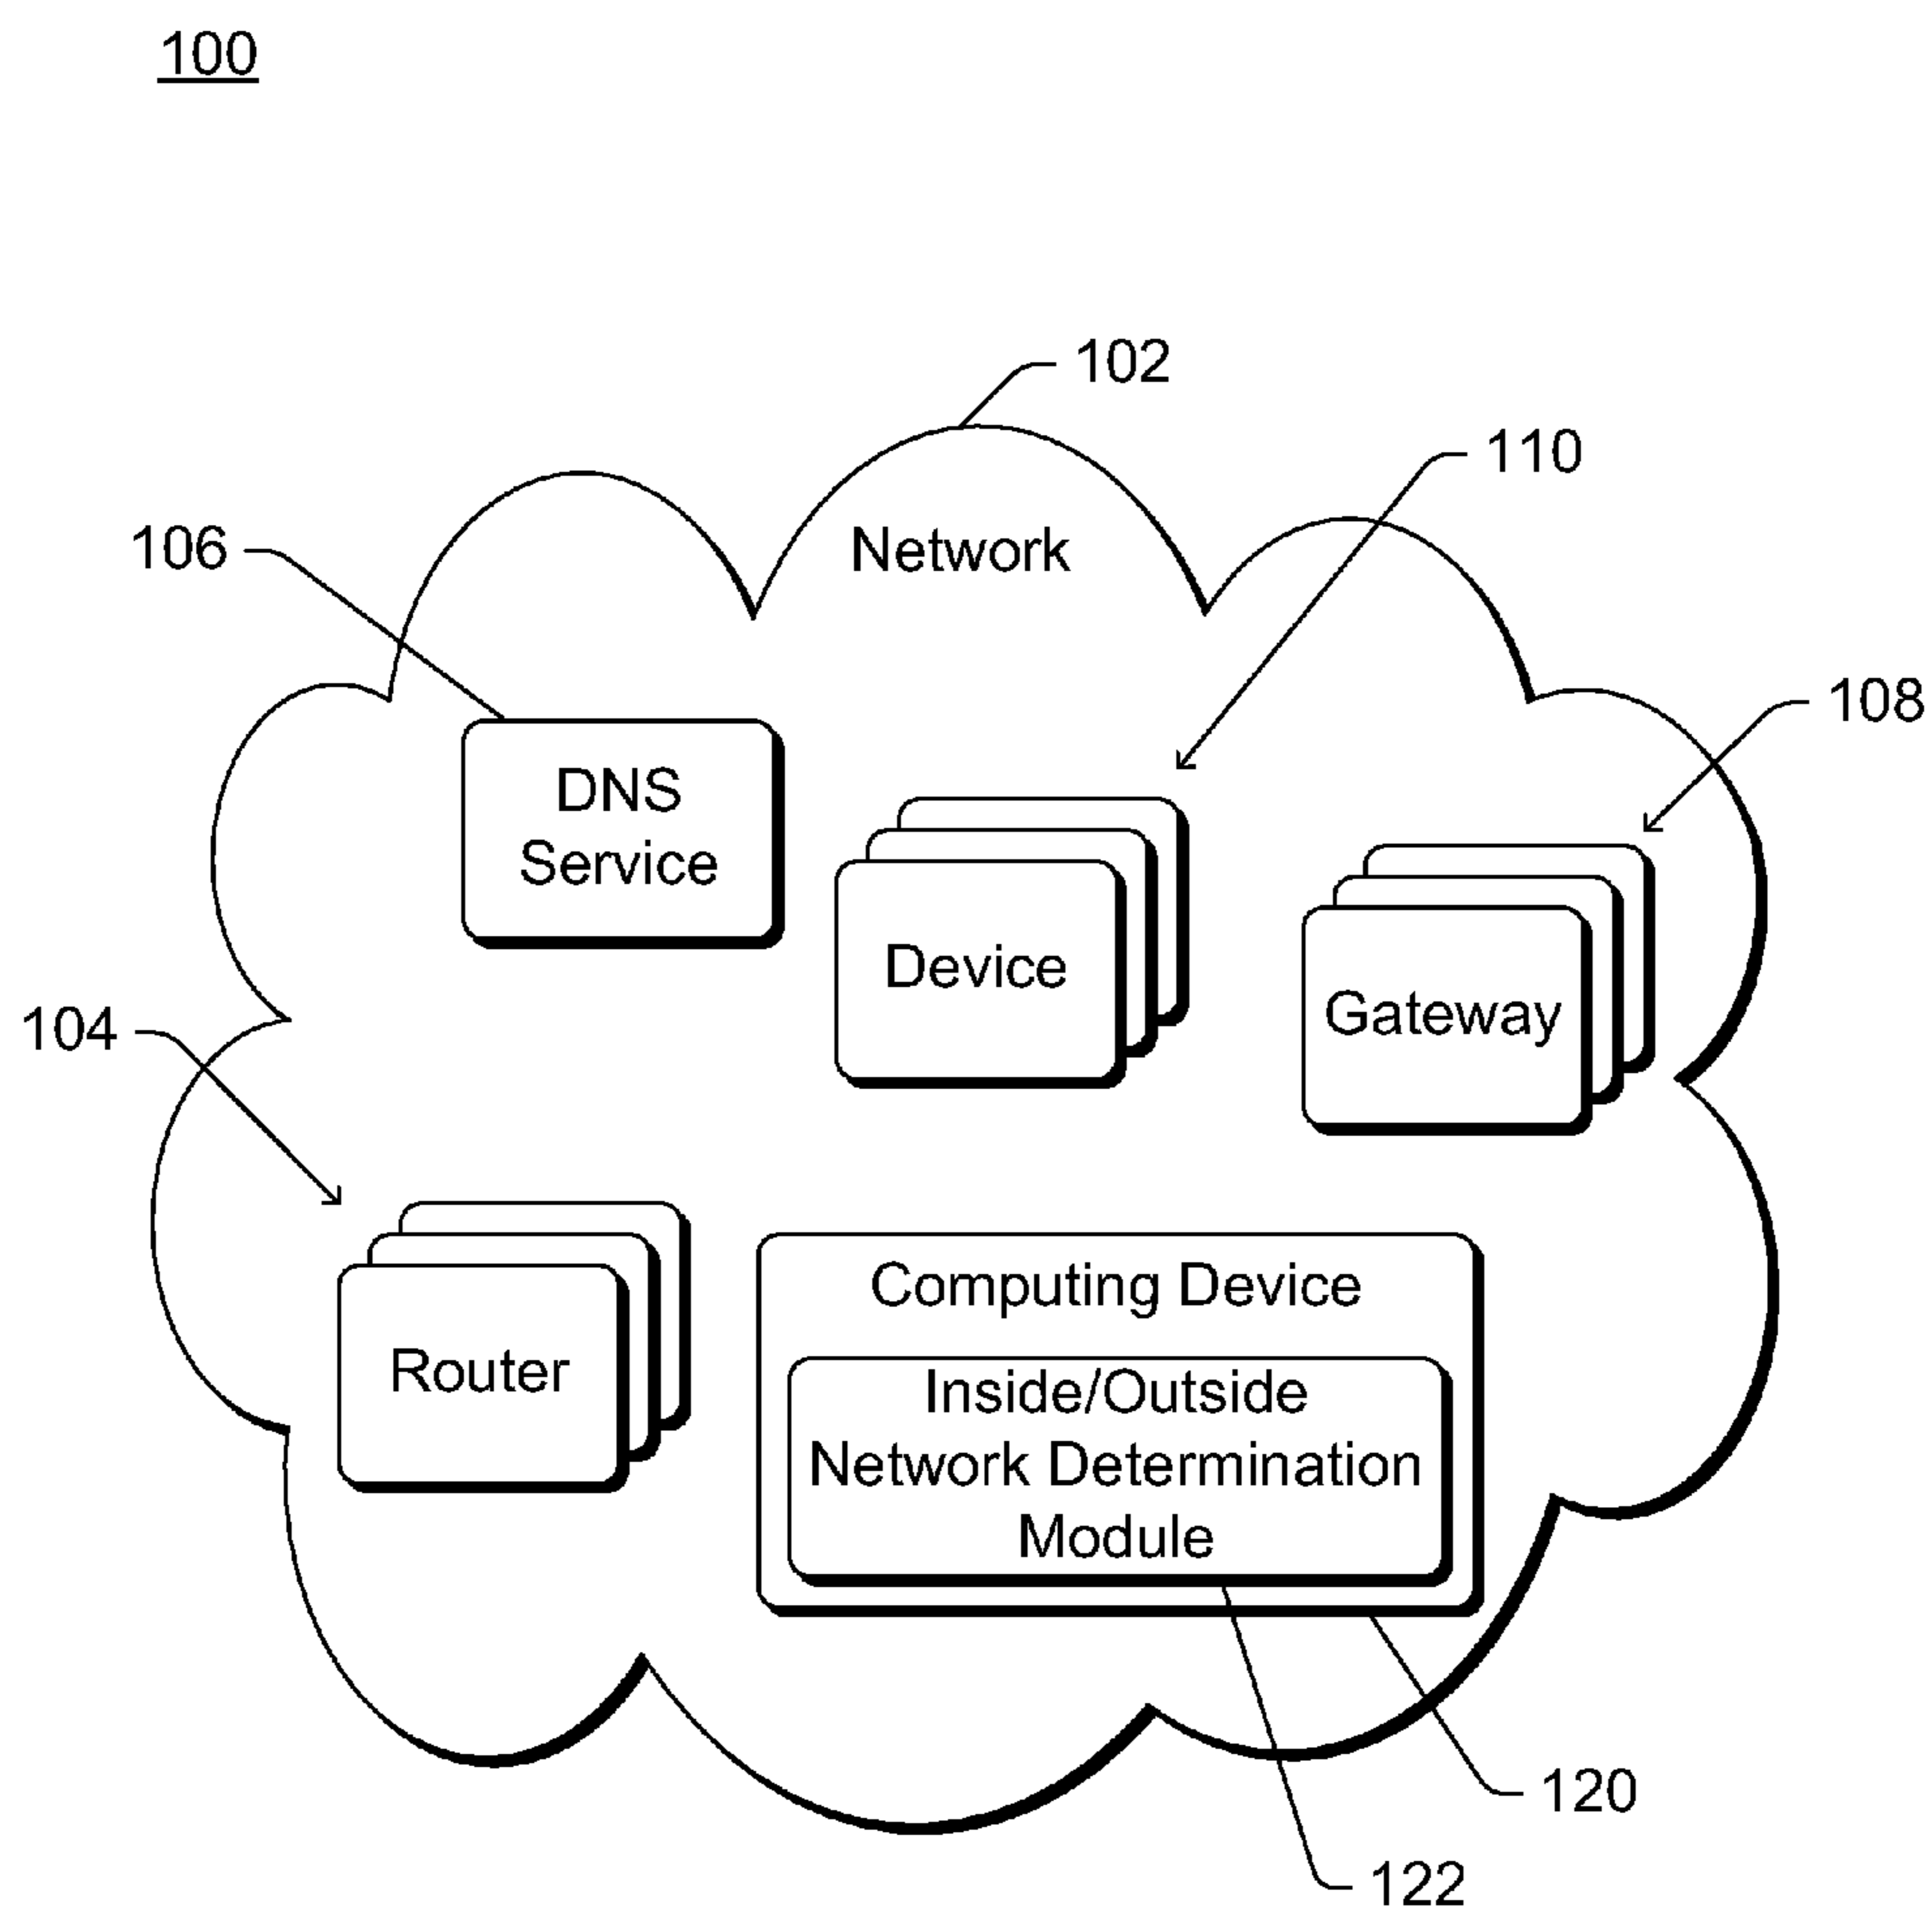 100
102
110
Network
106
108
DNS
Service
Device
Gateway
104
Router
Computing Device
Inside/Outside
Network Determination
Module
120
122